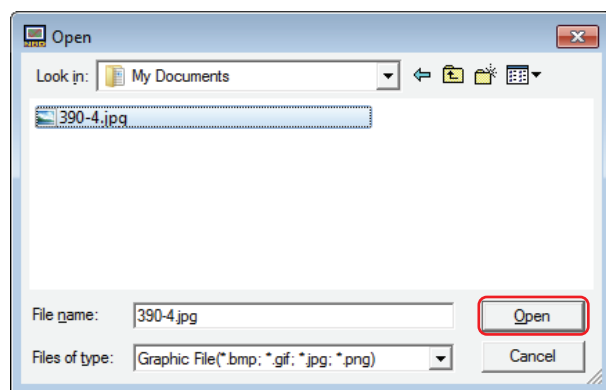 Open
Look in: My Documents
390-4.jpg
File name: 390-4.jpg Open
Files of type: Graphic File(*.bmp; *.gif; *.jpg; *.png) Cancel